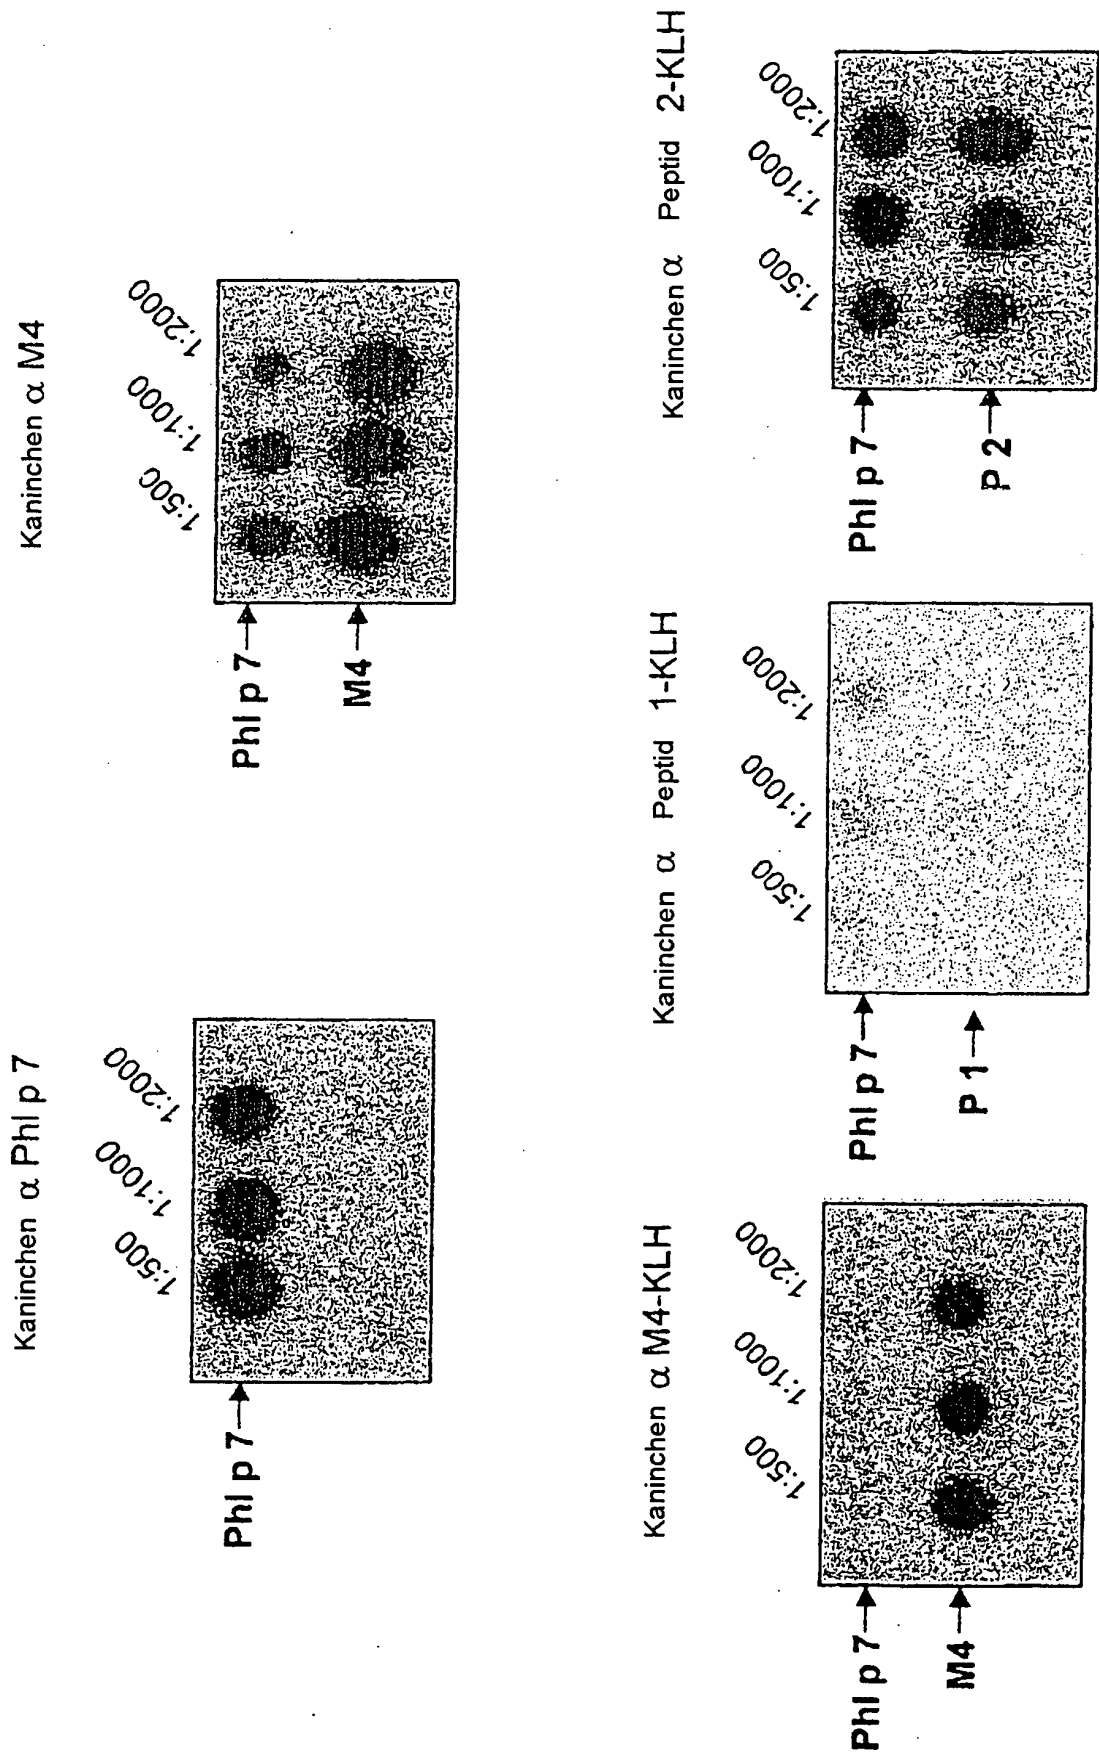 Kaninchen α Phl p 7
1:500
1:1000
1:2000
Phl p 7
Kaninchen α M4
1:500
1:1000
1:2000
Phl p 7
M4
Kaninchen α M4-KLH
1:500
1:1000
1:2000
Phl p 7
M4
Kaninchen α Peptid 1-KLH
1:500
1:1000
1:2000
Phl p 7
P 1
Kaninchen α Peptid 2-KLH
1:500
1:1000
1:2000
Phl p 7
P 2